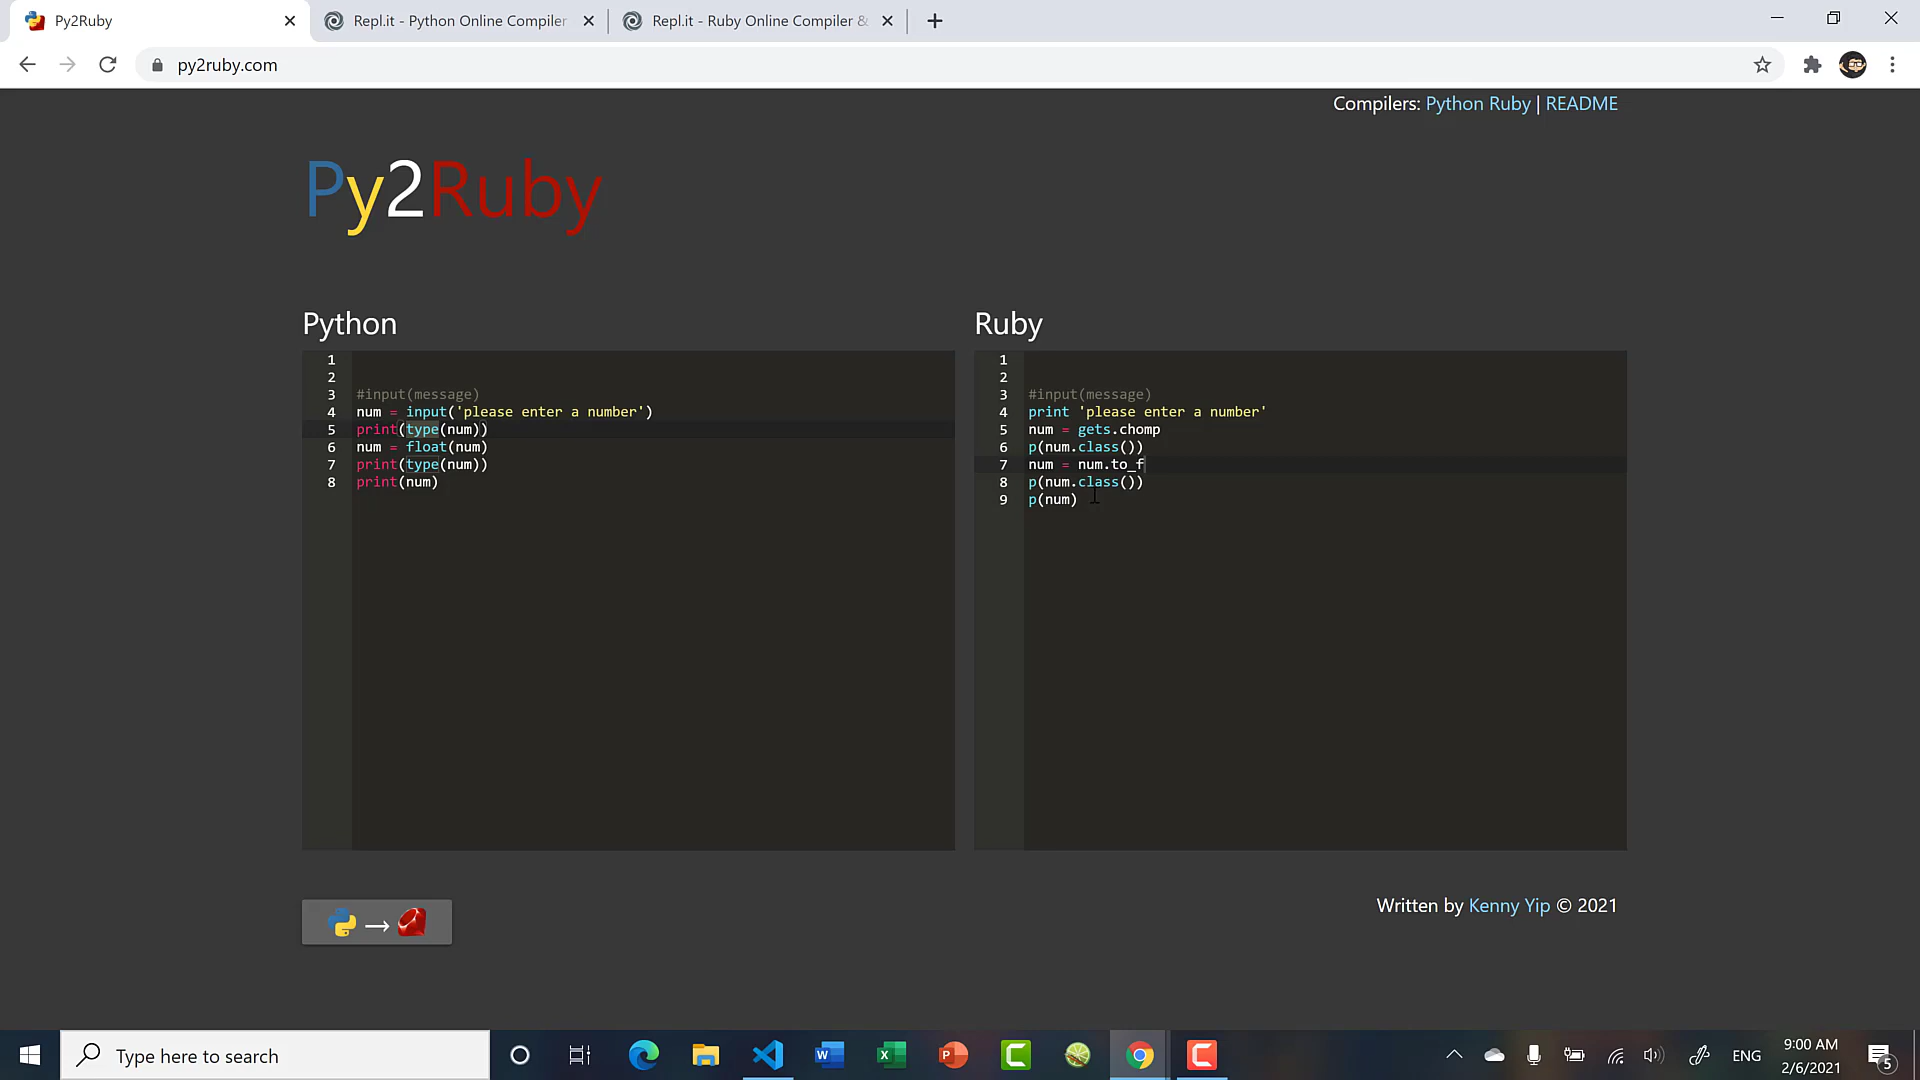 Py2Ruby
Repl.it - Python Online Compiler
Repl.it - Ruby Online Compiler &
py2ruby.com
Compilers: Python Ruby | README
Py2Ruby
Python
1
2
3 #input(message)
4 num = input('please enter a number')
5 print(type(num))
6 num = float(num)
7 print(type(num))
8 print(num)
Ruby
1
2
3 #input(message)
4 print 'please enter a number'
5 num = gets.chomp
6 p(num.class())
7 num = num.to_f
8 p(num.class())
9 p(num)
Written by Kenny Yip © 2021
Type here to search
ENG
9:00 AM
2/6/2021
5